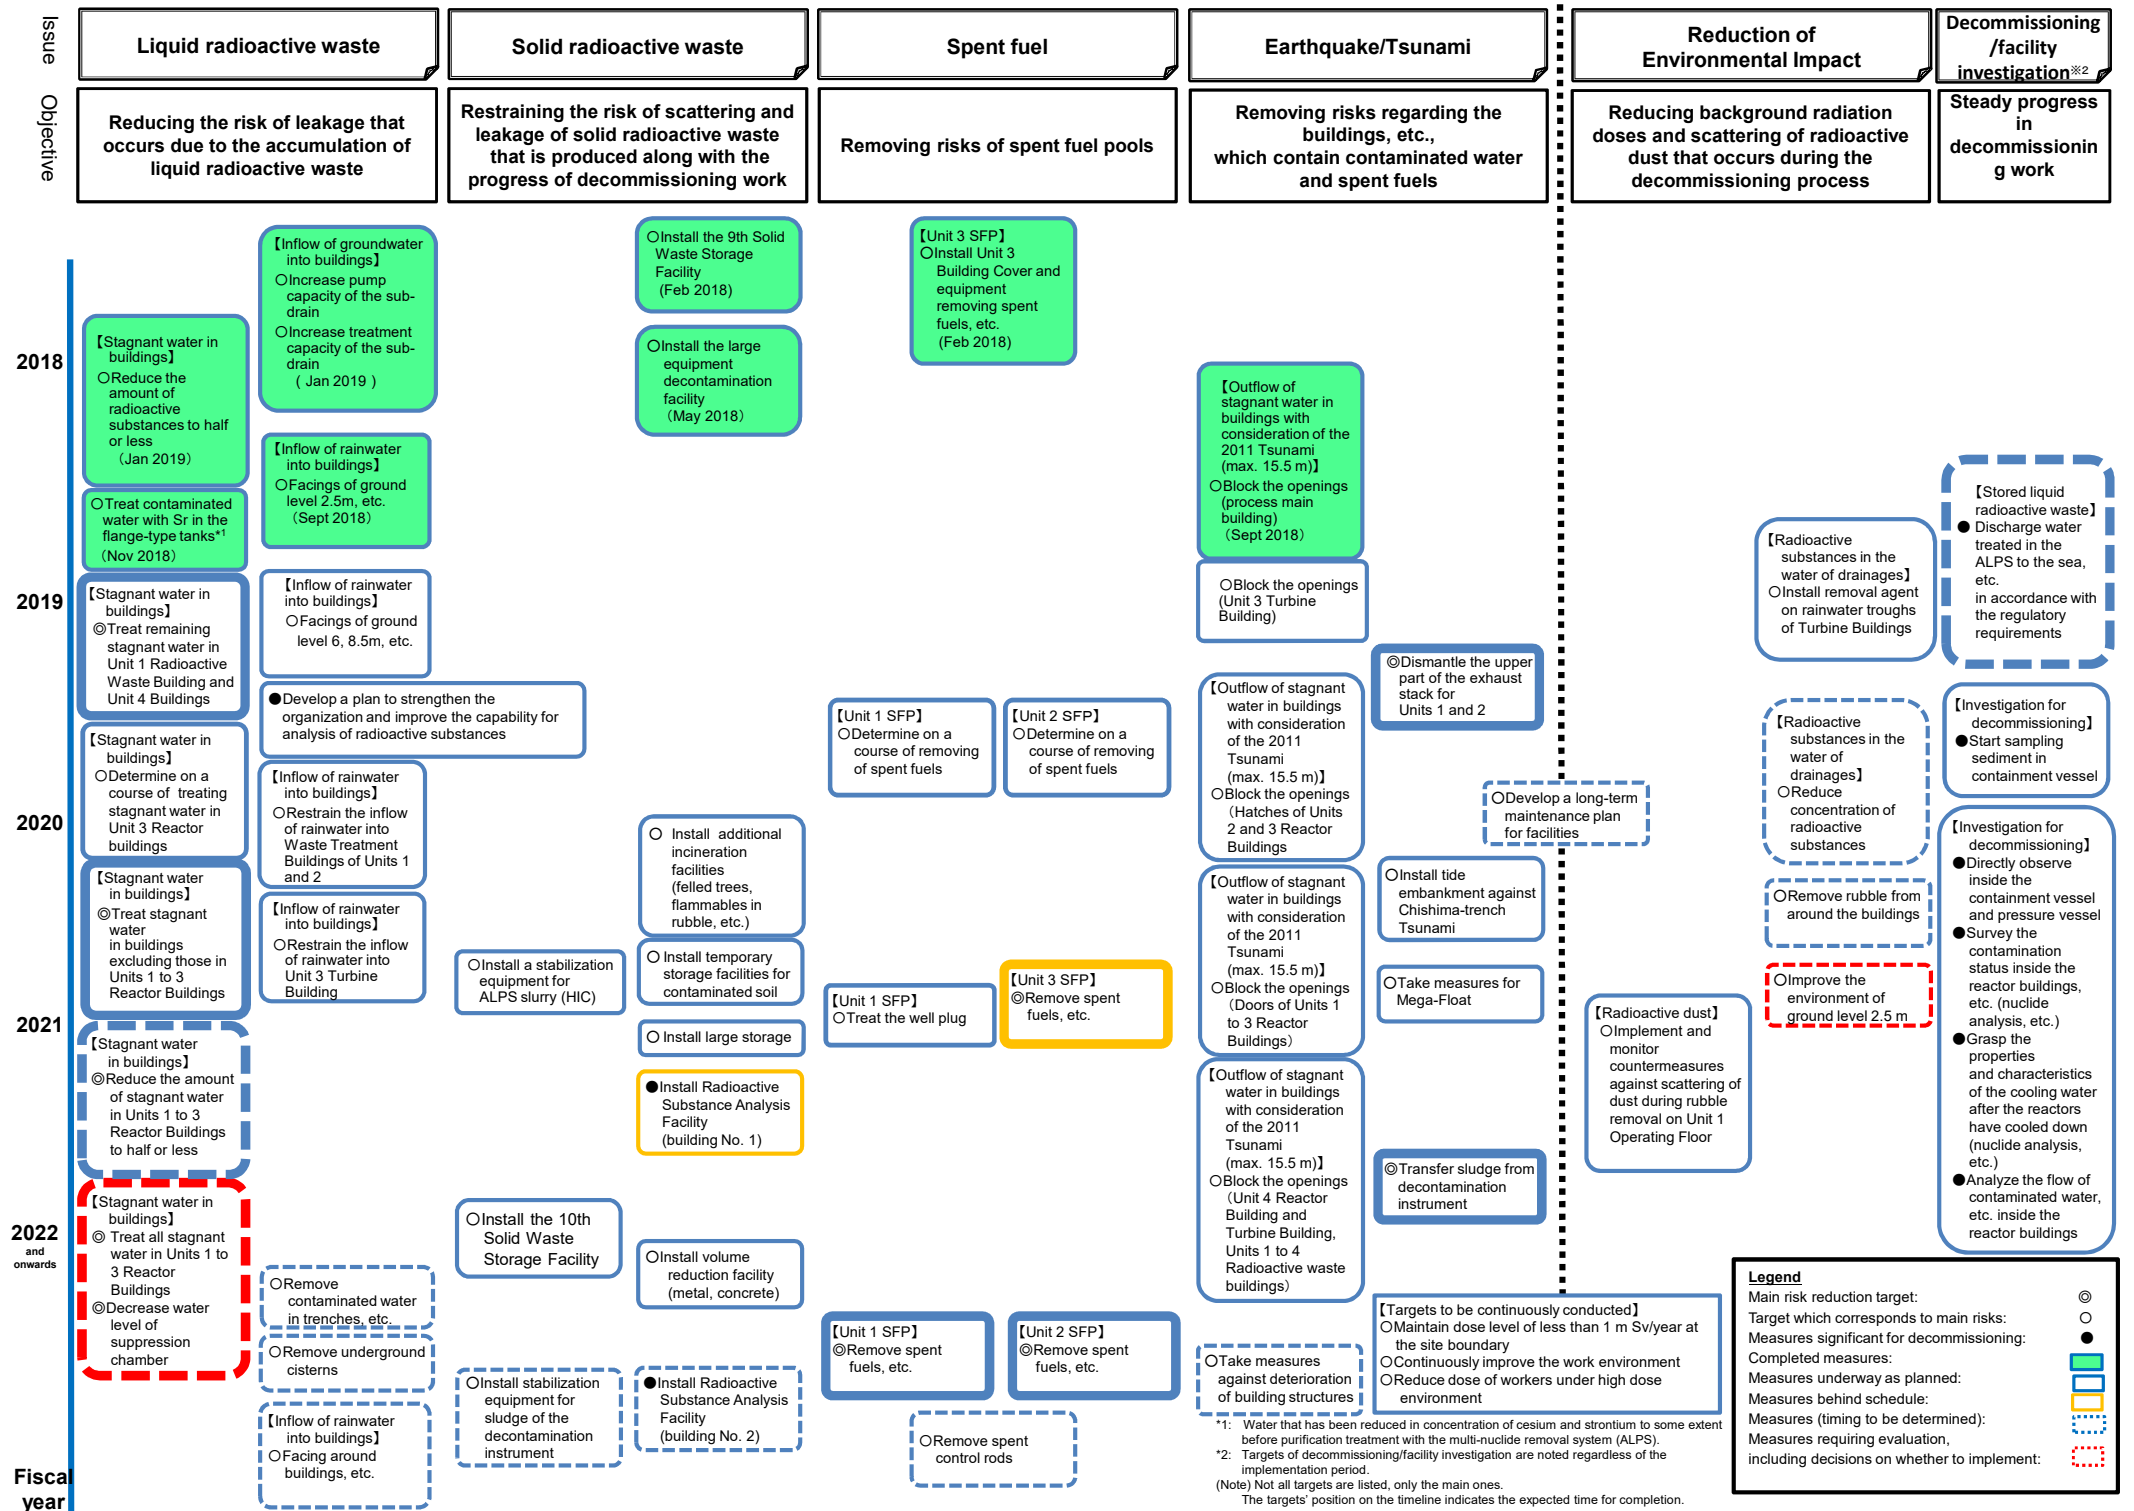 Issue
Liquid radioactive waste
Solid radioactive waste
Spent fuel
Earthquake/Tsunami
Reduction of
Environmental Impact
Decommissioning
/facility
investigation※2
Objective
Reducing the risk of leakage that
occurs due to the accumulation of
liquid radioactive waste
Restraining the risk of scattering and
leakage of solid radioactive waste
that is produced along with the
progress of decommissioning work
Removing risks of spent fuel pools
Removing risks regarding the
buildings, etc.,
which contain contaminated water
and spent fuels
Reducing background radiation
doses and scattering of radioactive
dust that occurs during the
decommissioning process
Steady progress
in
decommissionin
g work
2018
2019
2020
2021
2022
and
onwards
Fiscal
year
【Stagnant water in
buildings】
○Reduce the
amount of
radioactive
substances to half
or less
（Jan 2019）
○Treat contaminated
water with Sr in the
flange-type tanks*1
（Nov 2018）
【Stagnant water in
buildings】
◎Treat remaining
stagnant water in
Unit 1 Radioactive
Waste Building and
Unit 4 Buildings
【Stagnant water in
buildings】
○Determine on a
course of treating
stagnant water in
Unit 3 Reactor
buildings
【Stagnant water
in buildings】
◎Treat stagnant
water
in buildings
excluding those in
Units 1 to 3
Reactor Buildings
【Stagnant water
in buildings】
◎Reduce the amount
of stagnant water
in Units 1 to 3
Reactor Buildings
to half or less
【Stagnant water in
buildings】
◎ Treat all stagnant
water in Units 1 to
3 Reactor
Buildings
◎Decrease water
level of
suppression
chamber
【Inflow of groundwater
into buildings】
○Increase pump
capacity of the sub-
drain
○Increase treatment
capacity of the sub-
drain
（ Jan 2019 ）
【Inflow of rainwater
into buildings】
○Facings of ground
level 2.5m, etc.
（Sept 2018）
【Inflow of rainwater
into buildings】
○Facings of ground
level 6, 8.5m, etc.
●Develop a plan to strengthen the
organization and improve the capability for
analysis of radioactive substances
【Inflow of rainwater
into buildings】
○Restrain the inflow
of rainwater into
Waste Treatment
Buildings of Units 1
and 2
【Inflow of rainwater
into buildings】
○Restrain the inflow
of rainwater into
Unit 3 Turbine
Building
○Remove
contaminated water
in trenches, etc.
○Remove underground
cisterns
【Inflow of rainwater
into buildings】
○Facing around
buildings, etc.
○Install a stabilization
equipment for
ALPS slurry (HIC)
○Install the 10th
Solid Waste
Storage Facility
○Install stabilization
equipment for
sludge of the
decontamination
instrument
○Install the 9th Solid
Waste Storage
Facility
(Feb 2018)
○Install the large
equipment
decontamination
facility
（May 2018）
○ Install additional
incineration
facilities
(felled trees,
flammables in
rubble, etc.)
○ Install temporary
storage facilities for
contaminated soil
○ Install large storage
●Install Radioactive
Substance Analysis
Facility
(building No. 1)
○Install volume
reduction facility
(metal, concrete)
●Install Radioactive
Substance Analysis
Facility
(building No. 2)
【Unit 3 SFP】
○Install Unit 3
Building Cover and
equipment
removing spent
fuels, etc.
(Feb 2018)
【Unit 1 SFP】
○Determine on a
course of removing
of spent fuels
【Unit 2 SFP】
○Determine on a
course of removing
of spent fuels
【Unit 1 SFP】
○Treat the well plug
【Unit 3 SFP】
◎Remove spent
fuels, etc.
【Unit 1 SFP】
◎Remove spent
fuels, etc.
【Unit 2 SFP】
◎Remove spent
fuels, etc.
○Remove spent
control rods
【Outflow of
stagnant water in
buildings with
consideration of the
2011 Tsunami
(max. 15.5 m)】
○Block the openings
(process main
building)
（Sept 2018）
○Block the openings
(Unit 3 Turbine
Building)
【Outflow of stagnant
water in buildings
with consideration
of the 2011
Tsunami
(max. 15.5 m)】
○Block the openings
（Hatches of Units
2 and 3 Reactor
Buildings
【Outflow of stagnant
water in buildings
with consideration
of the 2011
Tsunami
(max. 15.5 m)】
○Block the openings
（Doors of Units 1
to 3 Reactor
Buildings）
【Outflow of stagnant
water in buildings
with consideration
of the 2011
Tsunami
(max. 15.5 m)】
○Block the openings
（Unit 4 Reactor
Building and
Turbine Building,
Units 1 to 4
Radioactive waste
buildings）
○Take measures
against deterioration
of building structures
◎Dismantle the upper
part of the exhaust
stack for
Units 1 and 2
○Develop a long-term
maintenance plan
for facilities
○Install tide
embankment against
Chishima-trench
Tsunami
○Take measures for
Mega-Float
◎Transfer sludge from
decontamination
instrument
【Targets to be continuously conducted】
○Maintain dose level of less than 1 m Sv/year at
the site boundary
○Continuously improve the work environment
○Reduce dose of workers under high dose
environment
【Radioactive dust】
○Implement and
monitor
countermeasures
against scattering of
dust during rubble
removal on Unit 1
Operating Floor
【Radioactive
substances in the
water of drainages】
○Install removal agent
on rainwater troughs
of Turbine Buildings
【Radioactive
substances in the
water of
drainages】
○Reduce
concentration of
radioactive
substances
○Remove rubble from
around the buildings
○Improve the
environment of
ground level 2.5 m
【Stored liquid
radioactive waste】
● Discharge water
treated in the
ALPS to the sea,
etc.
in accordance with
the regulatory
requirements
【Investigation for
decommissioning】
●Start sampling
sediment in
containment vessel
【Investigation for
decommissioning】
●Directly observe
inside the
containment vessel
and pressure vessel
●Survey the
contamination
status inside the
reactor buildings,
etc. (nuclide
analysis, etc.)
●Grasp the
properties
and characteristics
of the cooling water
after the reactors
have cooled down
(nuclide analysis,
etc.)
●Analyze the flow of
contaminated water,
etc. inside the
reactor buildings
Legend
Main risk reduction target: ◎
Target which corresponds to main risks: ○
Measures significant for decommissioning: ●
Completed measures:
Measures underway as planned:
Measures behind schedule:
Measures (timing to be determined):
Measures requiring evaluation,
including decisions on whether to implement:
*1: Water that has been reduced in concentration of cesium and strontium to some extent
before purification treatment with the multi-nuclide removal system (ALPS).
*2: Targets of decommissioning/facility investigation are noted regardless of the
implementation period.
(Note) Not all targets are listed, only the main ones.
The targets' position on the timeline indicates the expected time for completion.